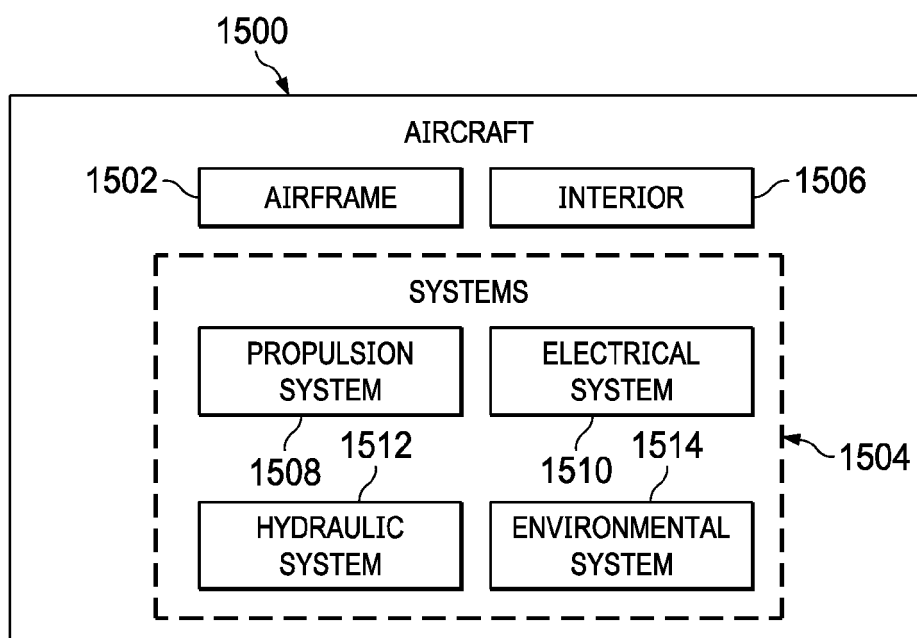 1500
AIRCRAFT
1502
AIRFRAME
INTERIOR
1506
SYSTEMS
PROPULSION
SYSTEM
ELECTRICAL
SYSTEM
1508
1512
1510
1514
1504
HYDRAULIC
SYSTEM
ENVIRONMENTAL
SYSTEM